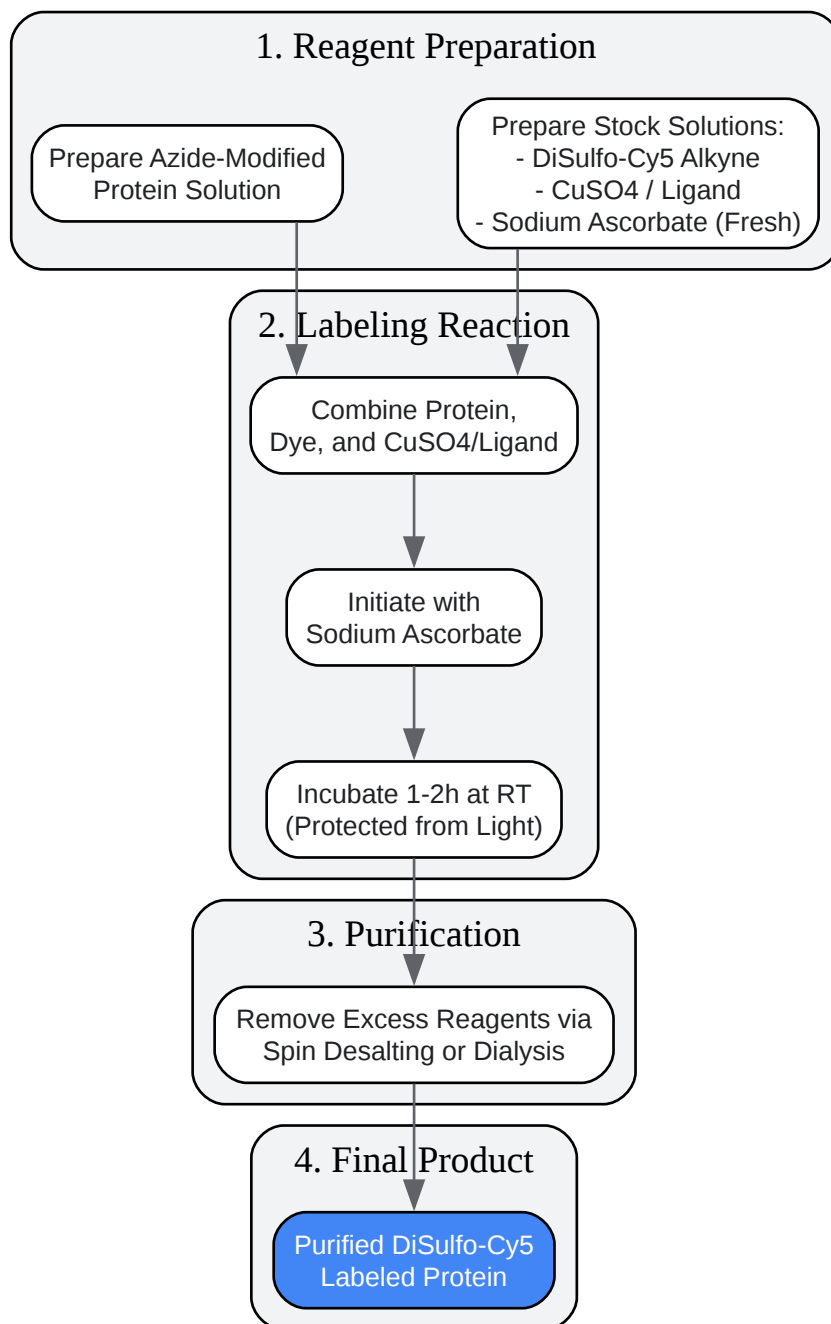 1. Reagent Preparation
Prepare Azide-Modified
Protein Solution
Prepare Stock Solutions:
- DiSulfo-Cy5 Alkyne
- CuSO4 / Ligand
- Sodium Ascorbate (Fresh)
2. Labeling Reaction
Combine Protein,
Dye, and CuSO4/Ligand
Initiate with
Sodium Ascorbate
Incubate 1-2h at RT
(Protected from Light)
3. Purification
Remove Excess Reagents via
Spin Desalting or Dialysis
4. Final Product
Purified DiSulfo-Cy5
Labeled Protein